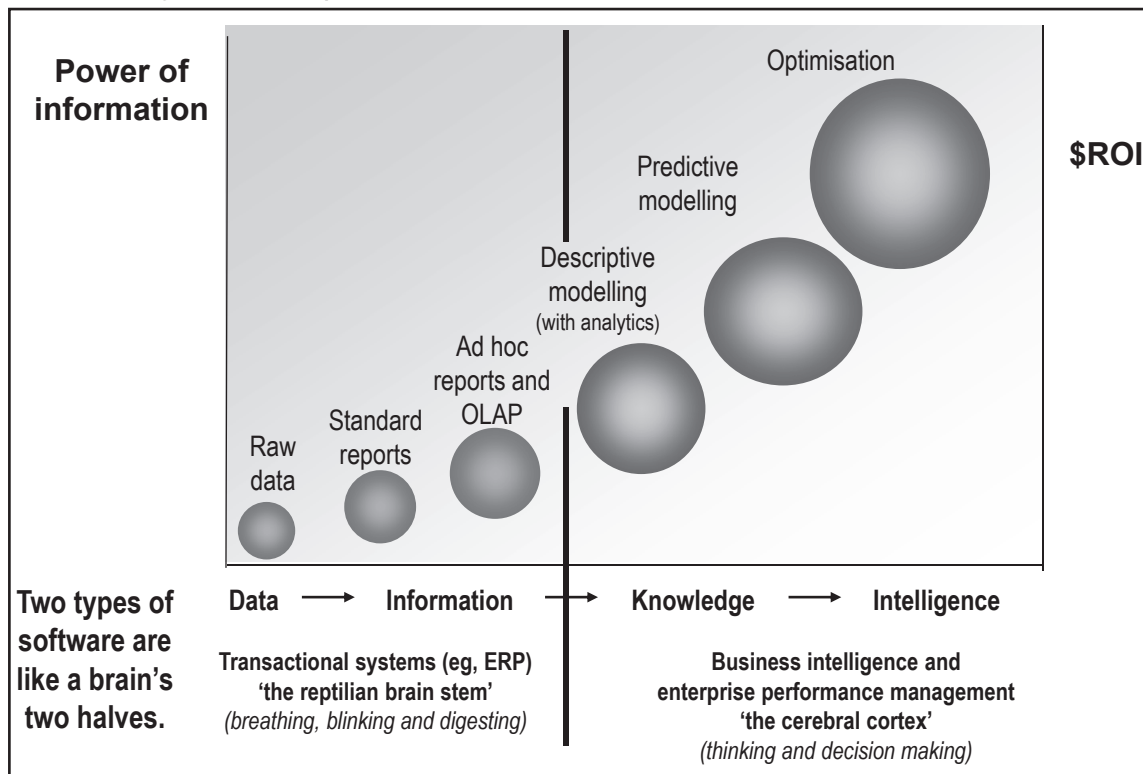 Power of
information
Optimisation
$ROI
Predictive
modelling
Descriptive
modelling
(with analytics)
Ad hoc
reports and
OLAP
Standard
reports
Raw
data
Two types of
software are
like a brain's
two halves.
Data → Information → Knowledge → Intelligence
Transactional systems (eg, ERP)
‘the reptilian brain stem’
(breathing, blinking and digesting)
Business intelligence and
enterprise performance management
‘the cerebral cortex’
(thinking and decision making)